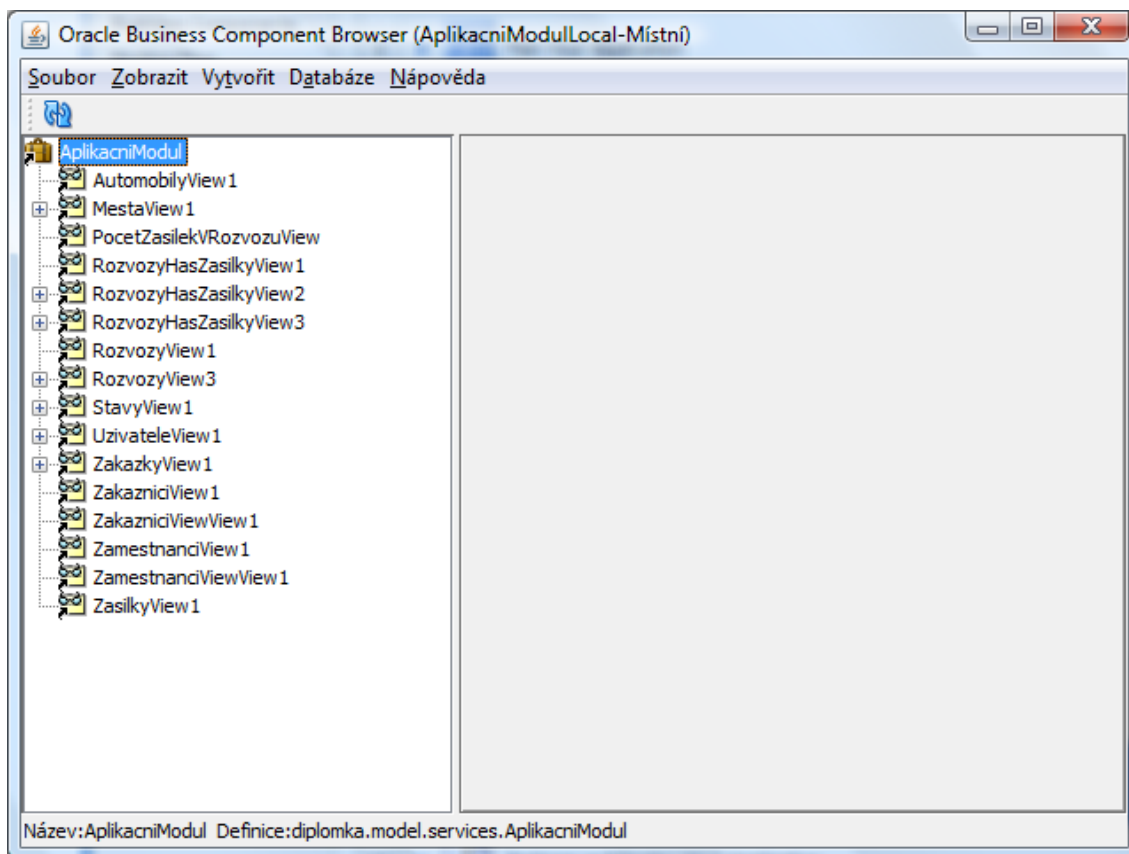 Oracle Business Component Browser (AplikacniModulLocal-Místní)
Soubor Zobrazit Vytvořit Databáze Nápověda
AplikacniModul
AutomobilyView1
MestaView1
PocetZasilekVRozvozuView
RozvozyHasZasilkyView1
RozvozyHasZasilkyView2
RozvozyHasZasilkyView3
RozvozyView1
RozvozyView3
StavyView1
UzivateleView1
ZakazkyView1
ZakazniciView1
ZakazniciViewView1
ZamestnanciView1
ZamestnanciViewView1
ZasilkyView1
Název:AplikacniModul Definice:diplomka.model.services.AplikacniModul